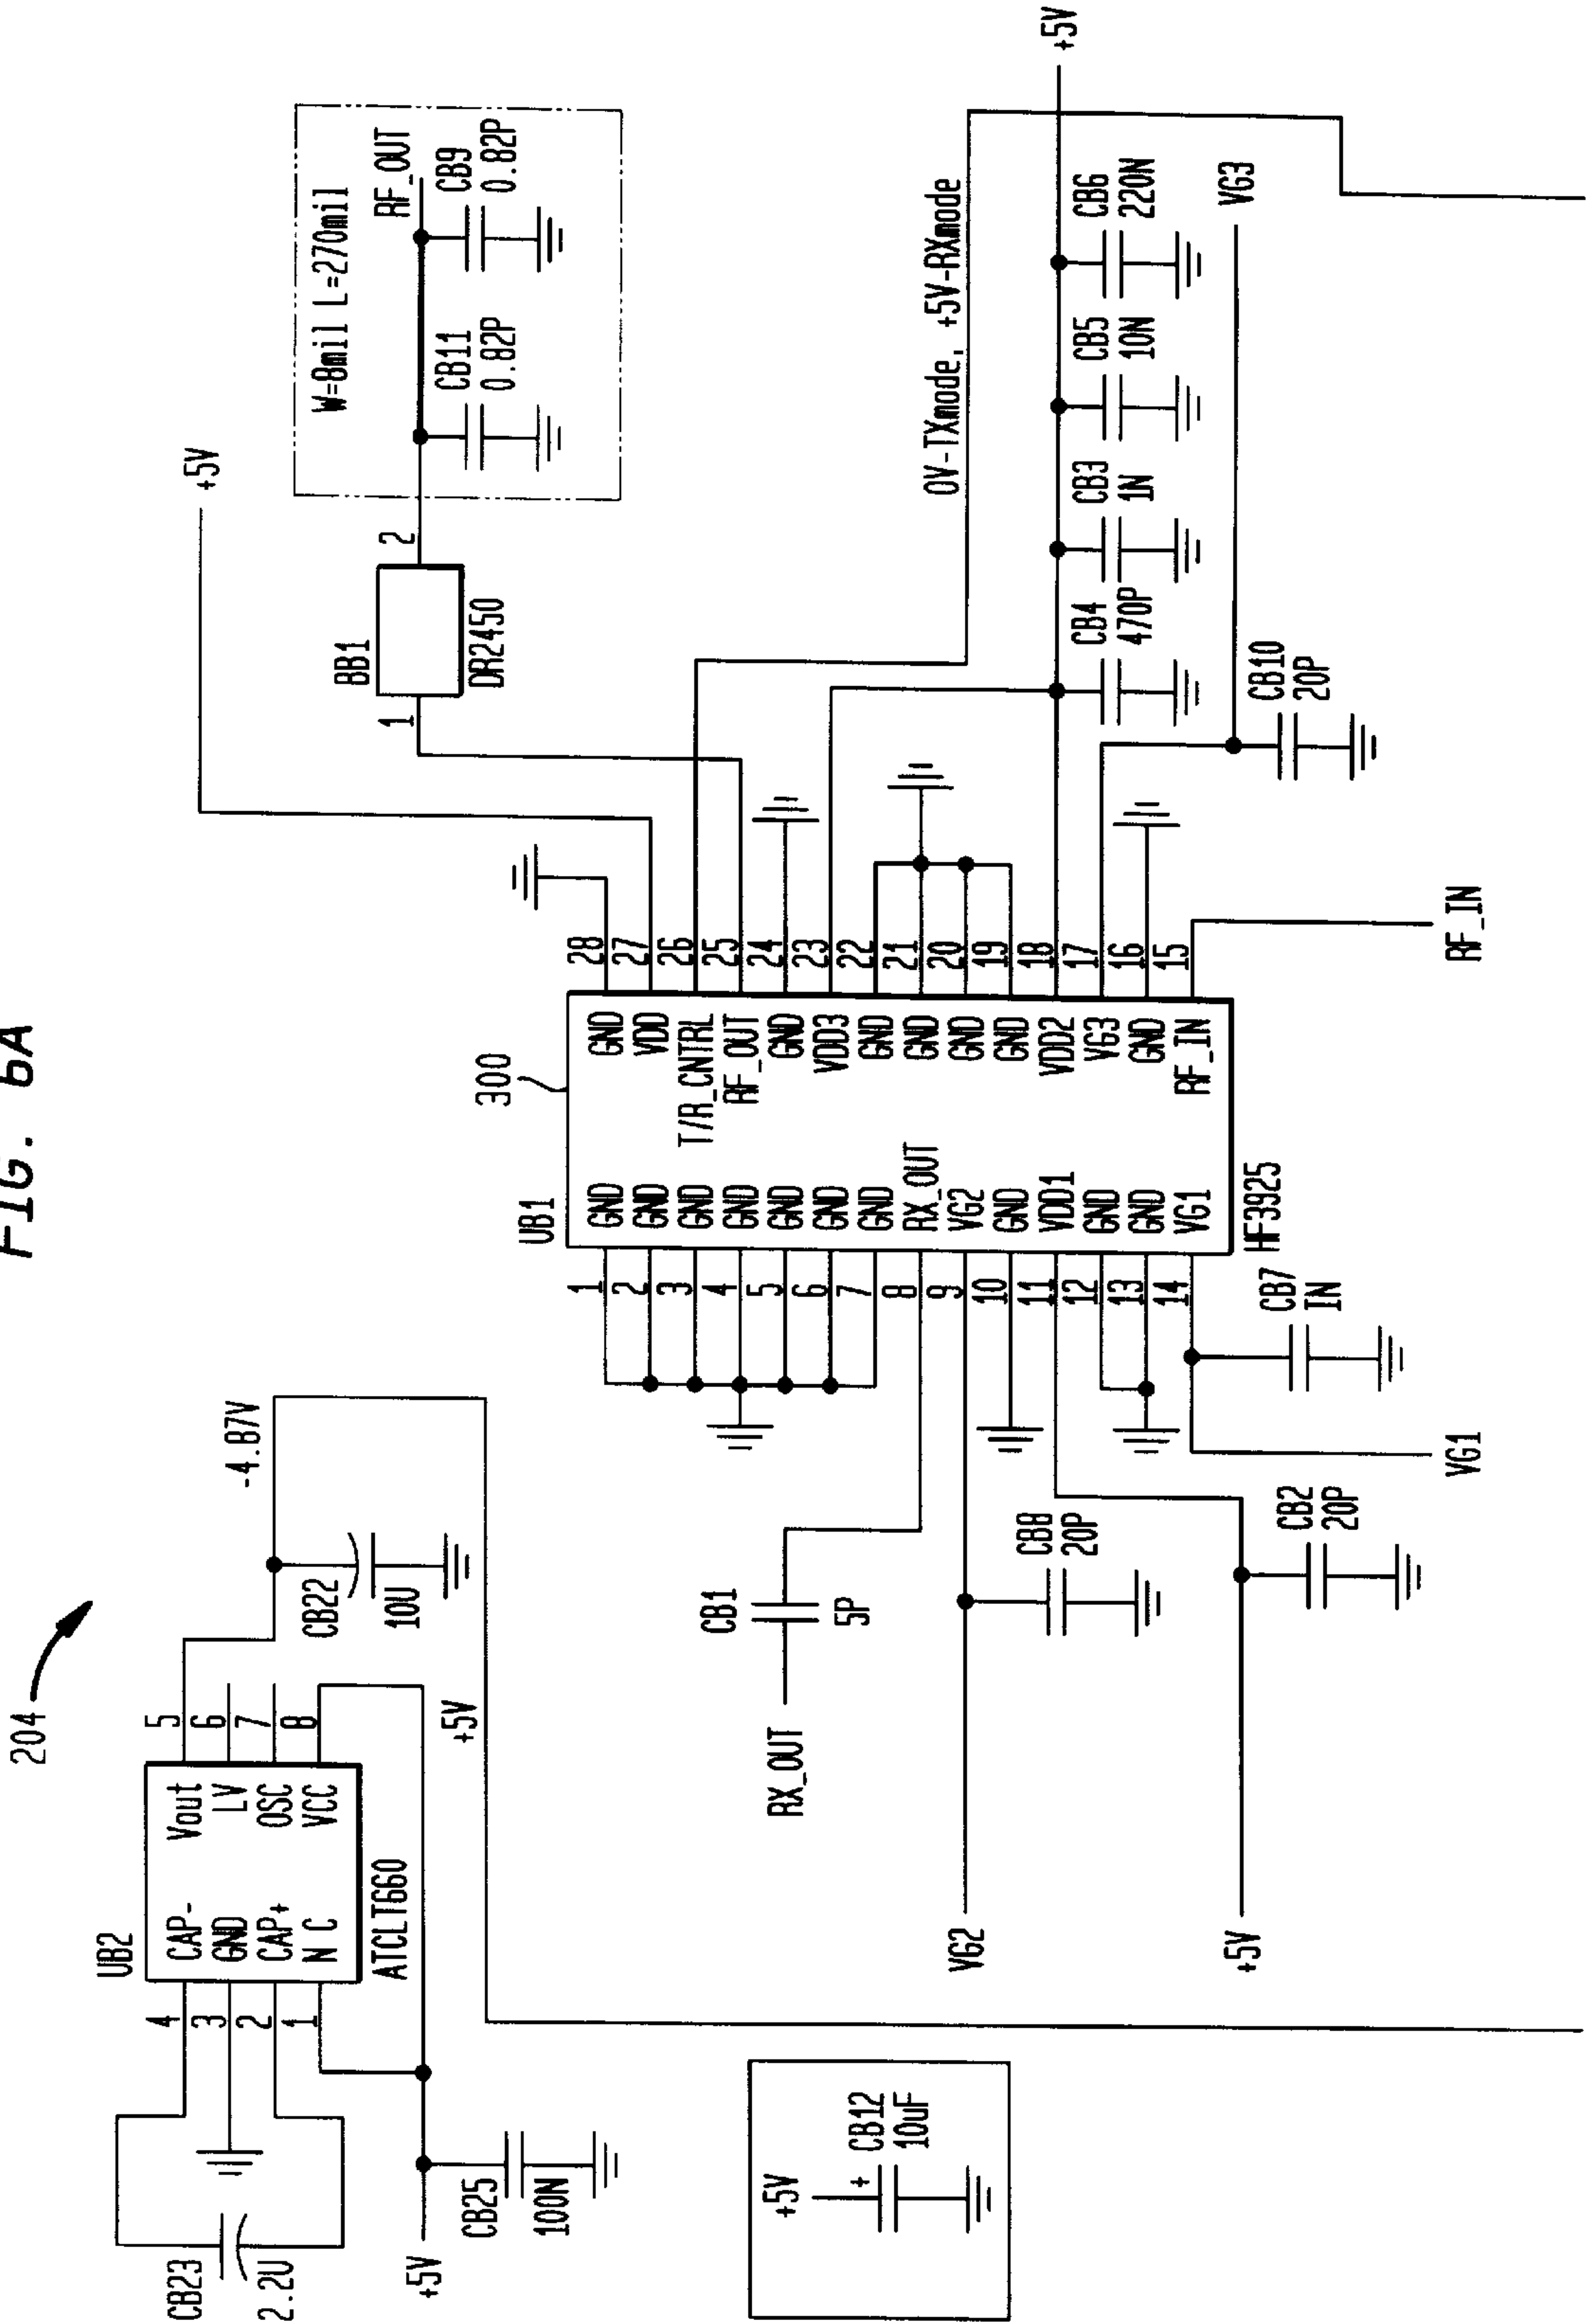 FIG. 6A
204
UB2
CAP-
GND
CAP+
N C
Vout
LV
OSC
VCC
4
3
2
1
5
6
7
8
ATCLT660
CB23
2.2U
+5V
CB25
100N
+5V
CB22
10U
-4.87V
+5V
CB12
+
10uF
300
UB1
GND
GND
GND
GND
GND
GND
GND
RX_OUT
VG2
GND
VDD1
GND
GND
VG1
1
2
3
4
5
6
7
8
9
10
11
12
13
14
GND
VDD
T/R_CNTRL
RF_OUT
GND
VDD3
GND
GND
GND
GND
VDD2
VG3
GND
RF_IN
28
27
26
25
24
23
22
21
20
19
18
17
16
15
HF3925
RX_OUT
CB1
5P
VG2
CB8
20P
+5V
CB2
20P
VG1
CB7
IN
RF_IN
+5V
BB1
1
2
DR2450
W=8mil L=270mil
RF_OUT
CB11
0.82P
CB9
0.82P
0V-TXmode, +5V-RXmode
+5V
CB4
470P
CB3
1N
CB5
10N
CB6
220N
VG3
CB10
20P